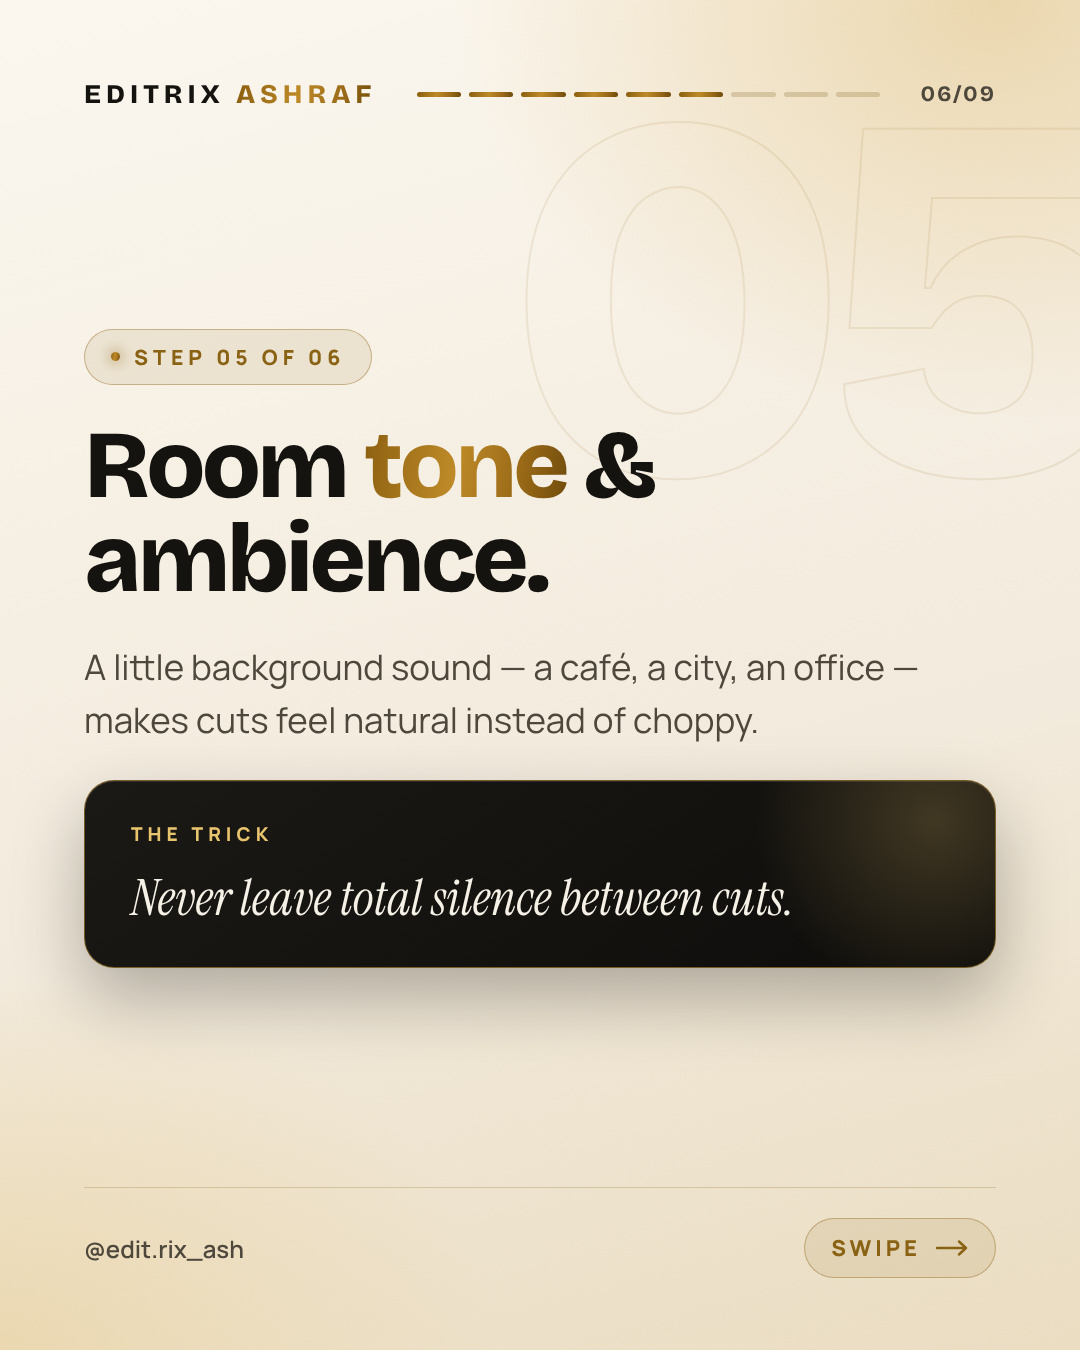 EDITRIX ASHRAF
06/09
05
STEP 05 OF 06
Room tone &
ambience.
A little background sound — a café, a city, an office —
makes cuts feel natural instead of choppy.
THE TRICK
Never leave total silence between cuts.
@edit.rix_ash
SWIPE →